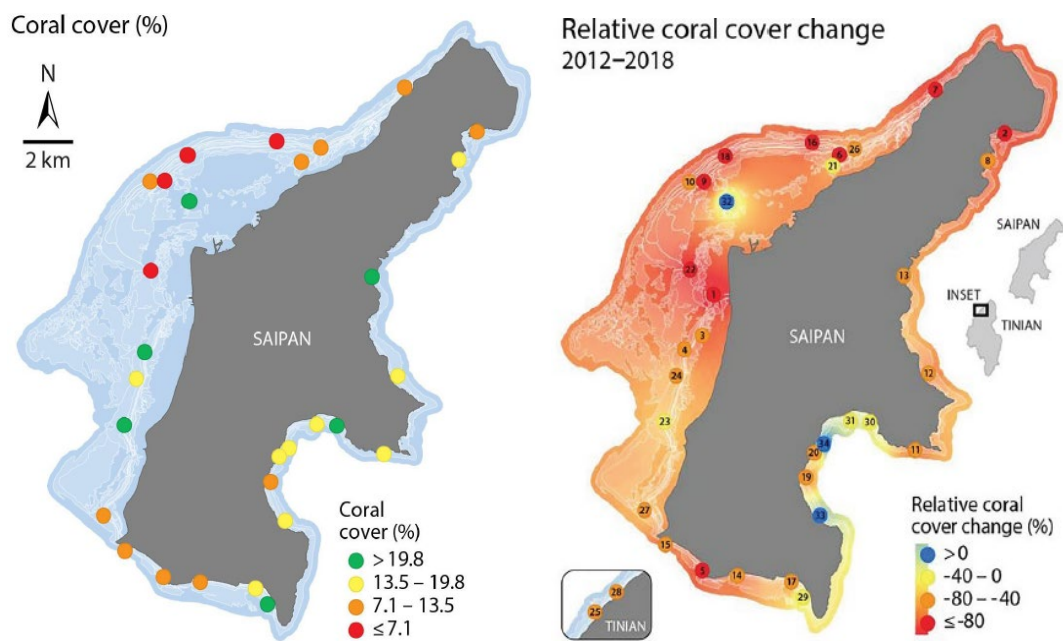 Coral cover (%)
N
2 km
SAIPAN
Coral
cover (%)
> 19.8
13.5 – 19.8
7.1 – 13.5
≤ 7.1
Relative coral cover change
2012–2018
7
2
16
6
26
18
21
8
10
9
32
SAIPAN
22
13
1
INSET
TINIAN
3
SAIPAN
4
24
12
23
31
30
34
20
11
19
27
33
Relative coral
cover change (%)
> 0
-40 – 0
-80 – -40
≤ -80
15
5
14
17
29
28
25
TINIAN